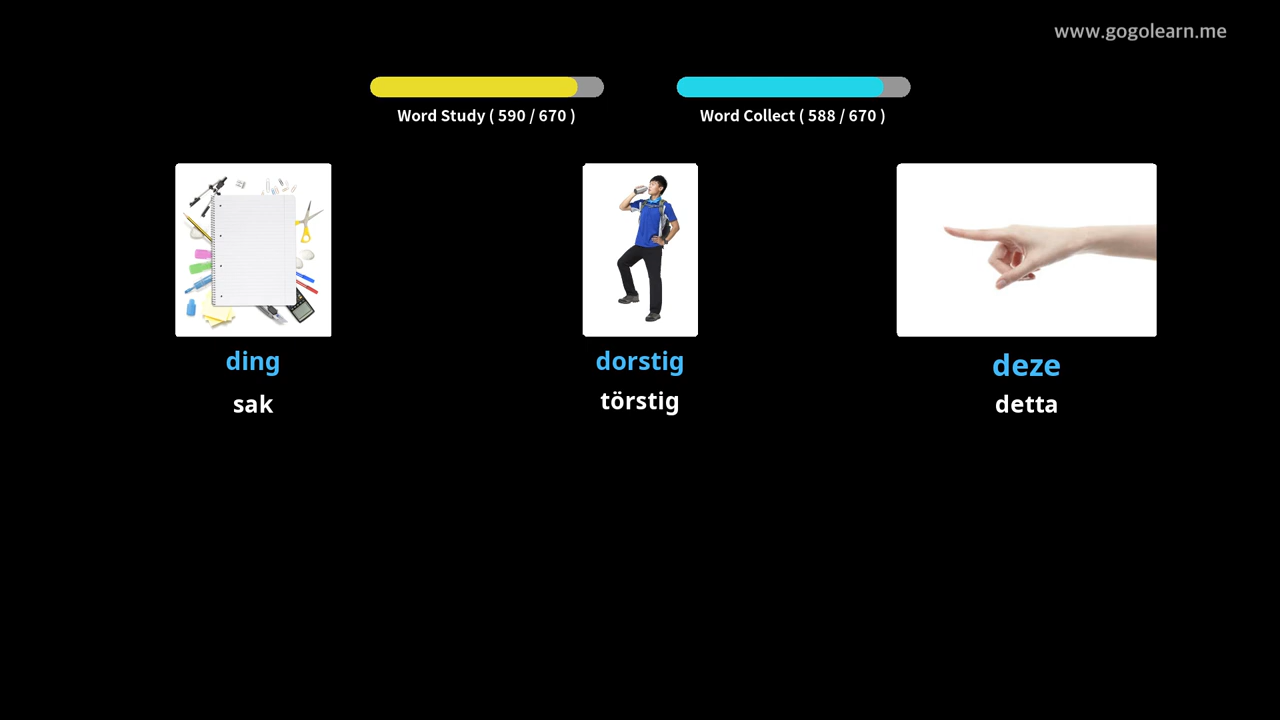 www.gogolearn.me
Word Study ( 590 / 670 )
Word Collect ( 588 / 670 )
ding
dorstig
deze
sak
törstig
detta